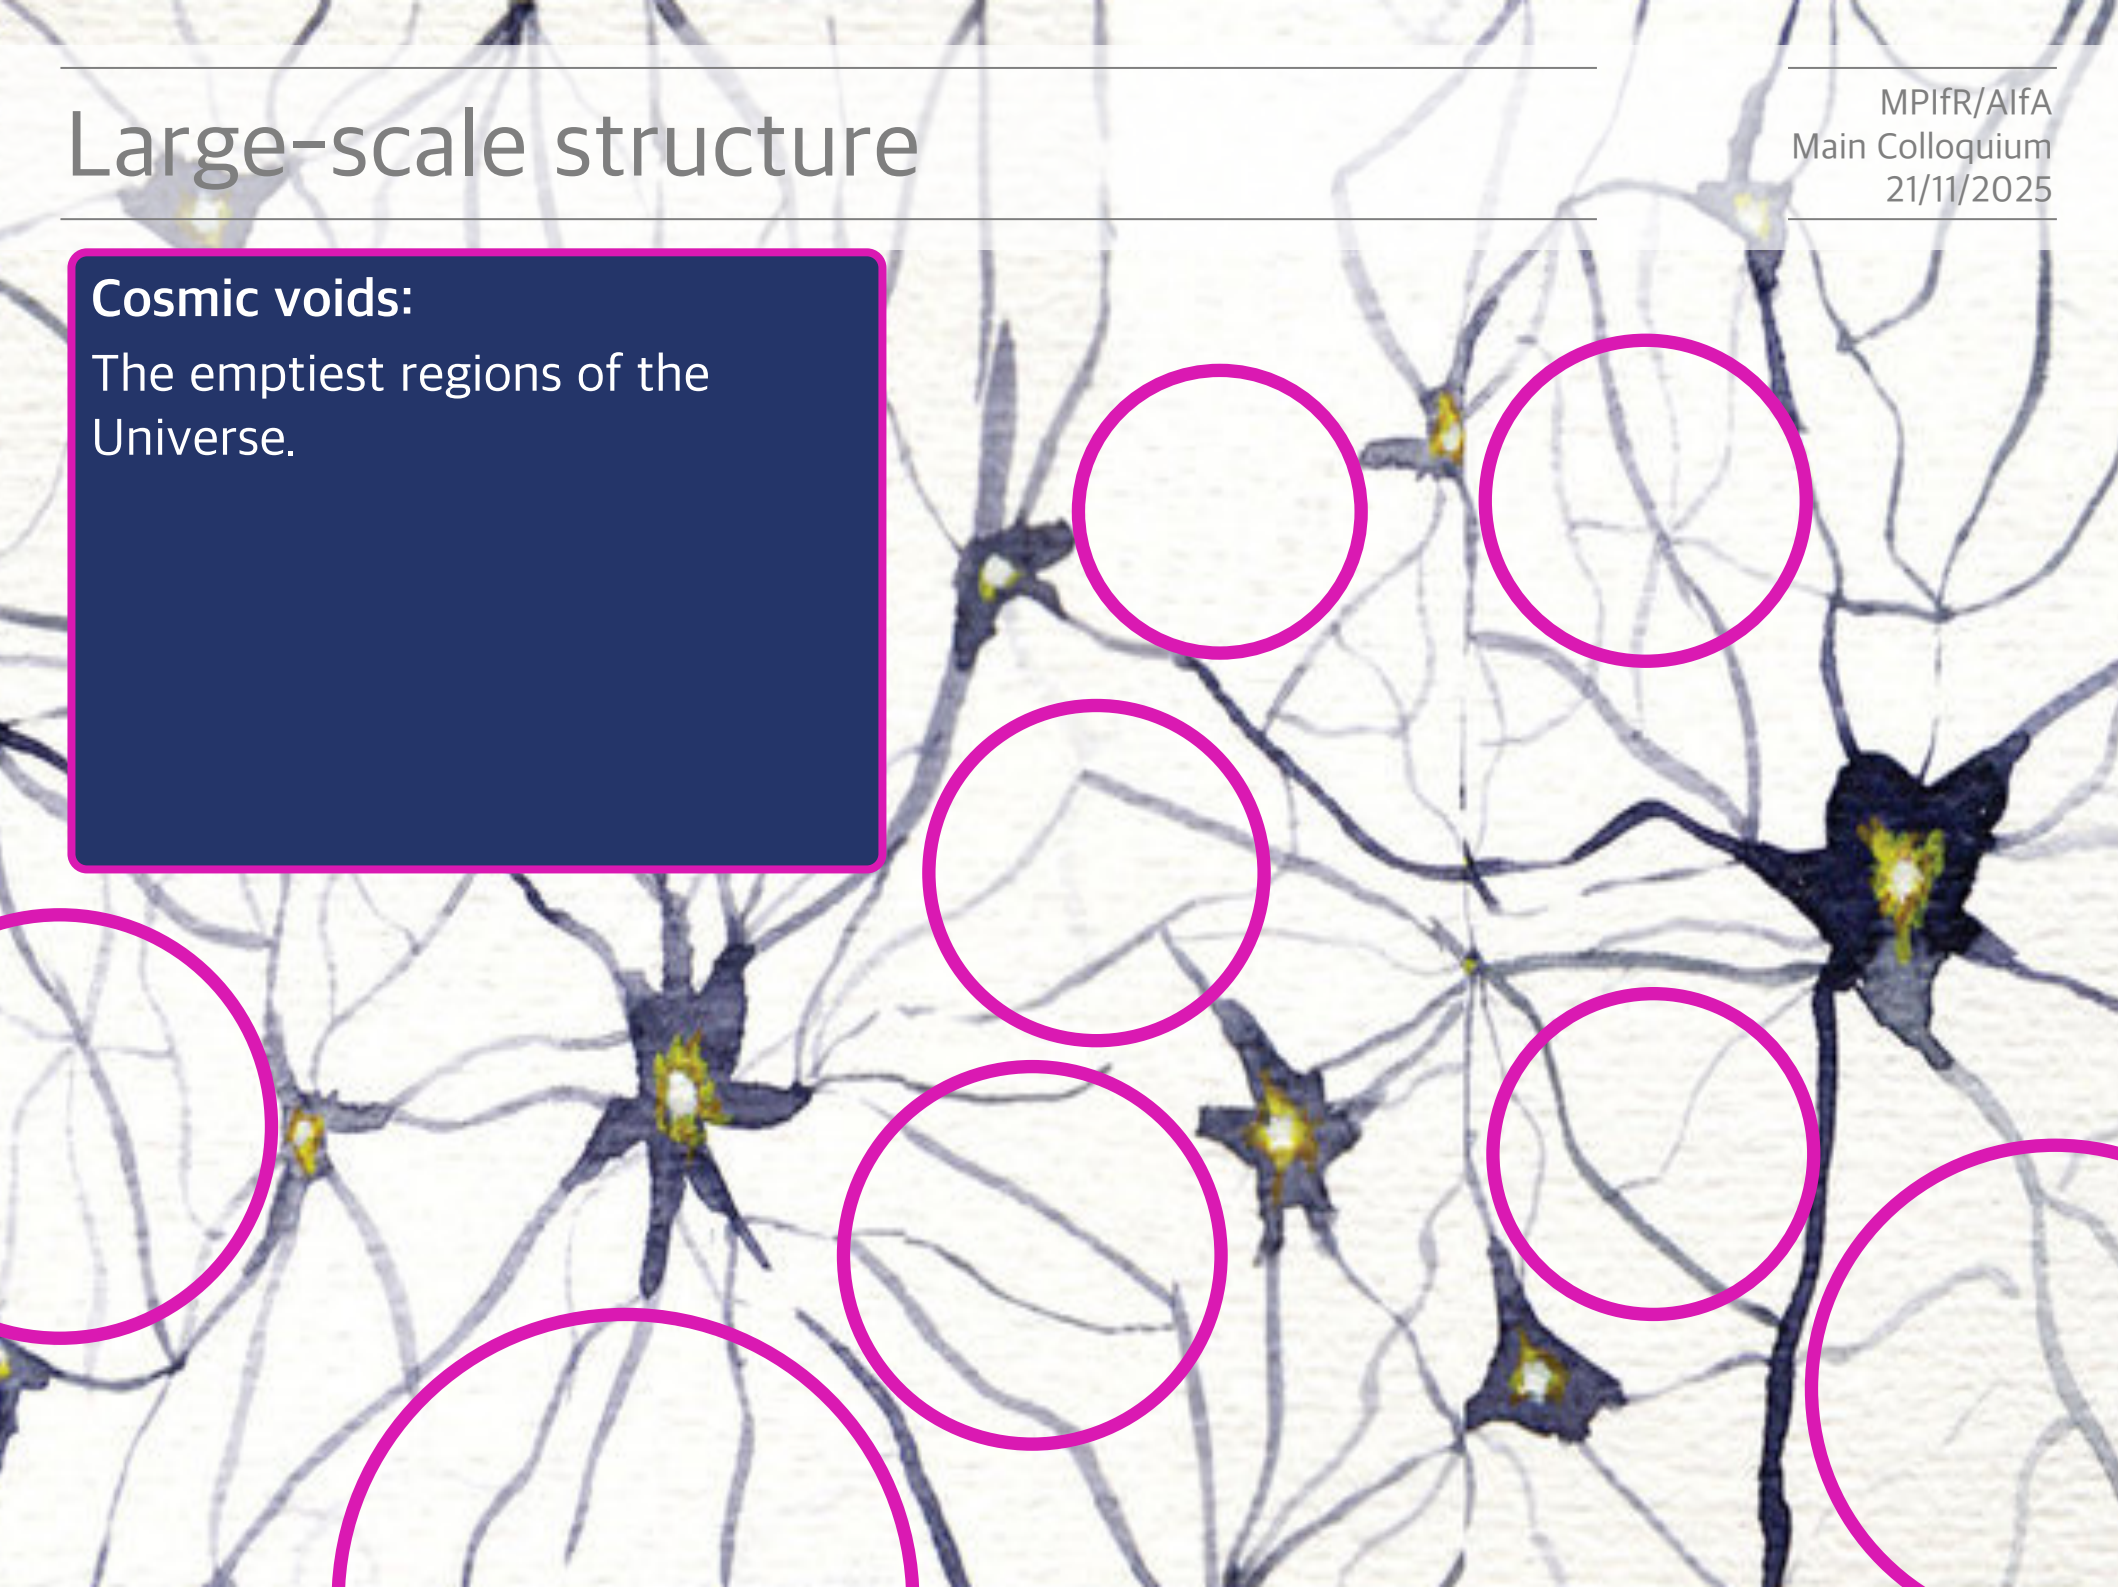 Large-scale structure
MPIfR/AIfA
Main Colloquium
21/11/2025
Cosmic voids:
The emptiest regions of the
Universe.